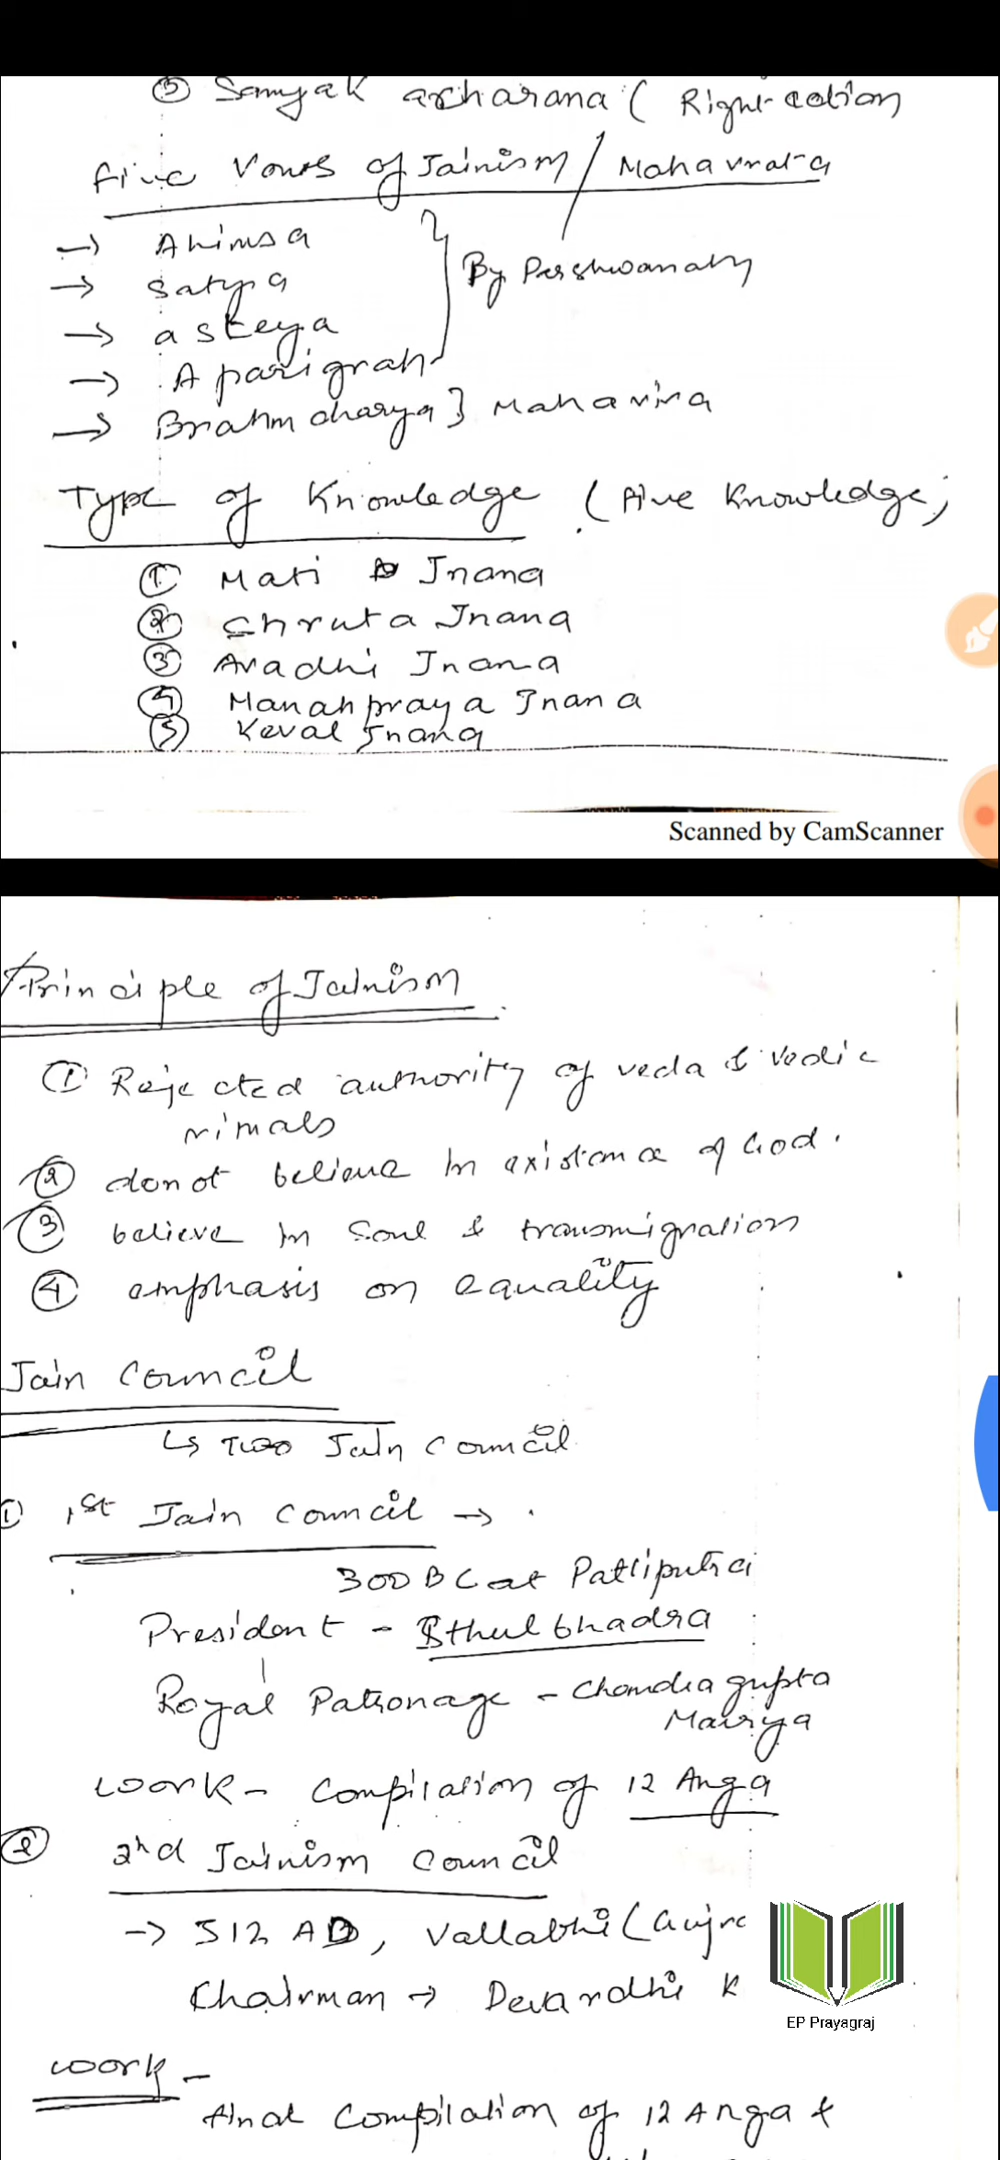 ③ Samyak acharana ( Right action
five Vows of Jainism / Mahavrata
→ Ahimsa
→ Satya
→ asteya
→ Aparigrah
} By Parshwanath
→ Brahmcharya } Mahavira
Type of Knowledge (five Knowledge)
① Mati Jnana
② Shruta Jnana
③ Avadhi Jnana
④ Manahpraya Jnana
⑤ Keval Jnana
Scanned by CamScanner
Principle of Jainism
① Rejected authority of veda & vedic
rituals
② donot believe in existence of God.
③ believe in Soul & transmigration
④ emphasis on equality
Jain Council
↳ Two Jain Council
① 1st Jain Council →
300 BC at Patliputra
President - Sthulbhadra
Royal Patronage - Chandragupta
Maurya
Work - Compilation of 12 Anga
② 2nd Jainism Council
→ 512 AD, Vallabhi (Gujra
Chairman → Devardhi K
EP Prayagraj
Work -
final Compilation of 12 Anga &